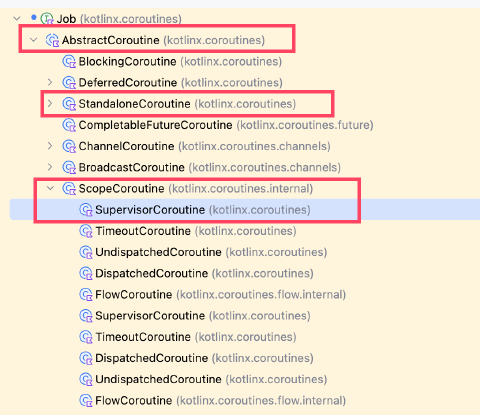 Job
AbstractCoroutine (kotlinx.coroutines)
BlockingCoroutine (kotlinx.coroutines)
DeferredCoroutine (kotlinx.coroutines)
StandaloneCoroutine (kotlinx.coroutines)
CompletableFutureCoroutine (kotlinx.coroutines.future)
ChannelCoroutine (kotlinx.coroutines.channels)
BroadcastCoroutine (kotlinx.coroutines.channels)
ScopeCoroutine (kotlinx.coroutines.internal)
SupervisorCoroutine (kotlinx.coroutines)
TimeoutCoroutine (kotlinx.coroutines)
UndispatchedCoroutine (kotlinx.coroutines)
DispatchedCoroutine (kotlinx.coroutines)
FlowCoroutine (kotlinx.coroutines.flow.internal)
SupervisorCoroutine (kotlinx.coroutines)
TimeoutCoroutine (kotlinx.coroutines)
DispatchedCoroutine (kotlinx.coroutines)
UndispatchedCoroutine (kotlinx.coroutines)
FlowCoroutine (kotlinx.coroutines.flow.internal)